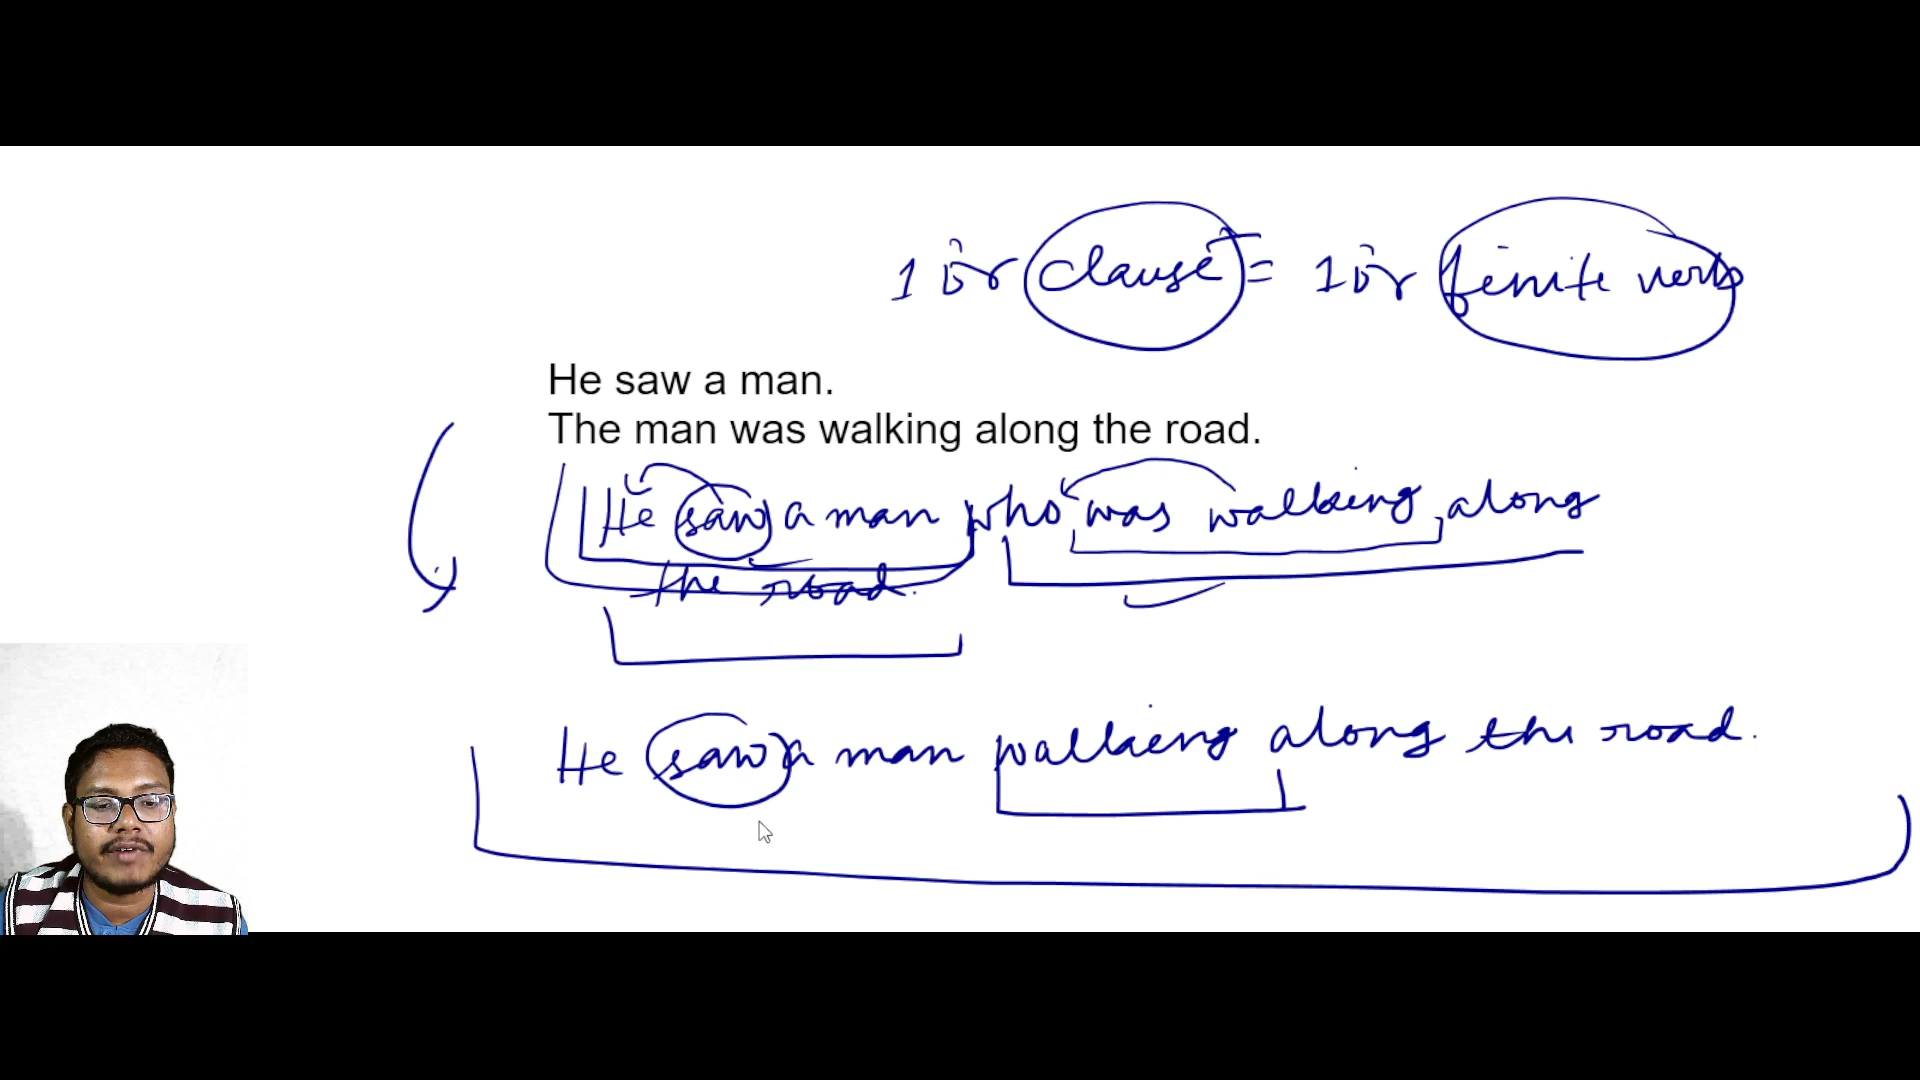 1 টি clause = 1 টি finite verb
He saw a man.
The man was walking along the road.
He saw a man who was walking along
the road.
He saw a man walking along the road.